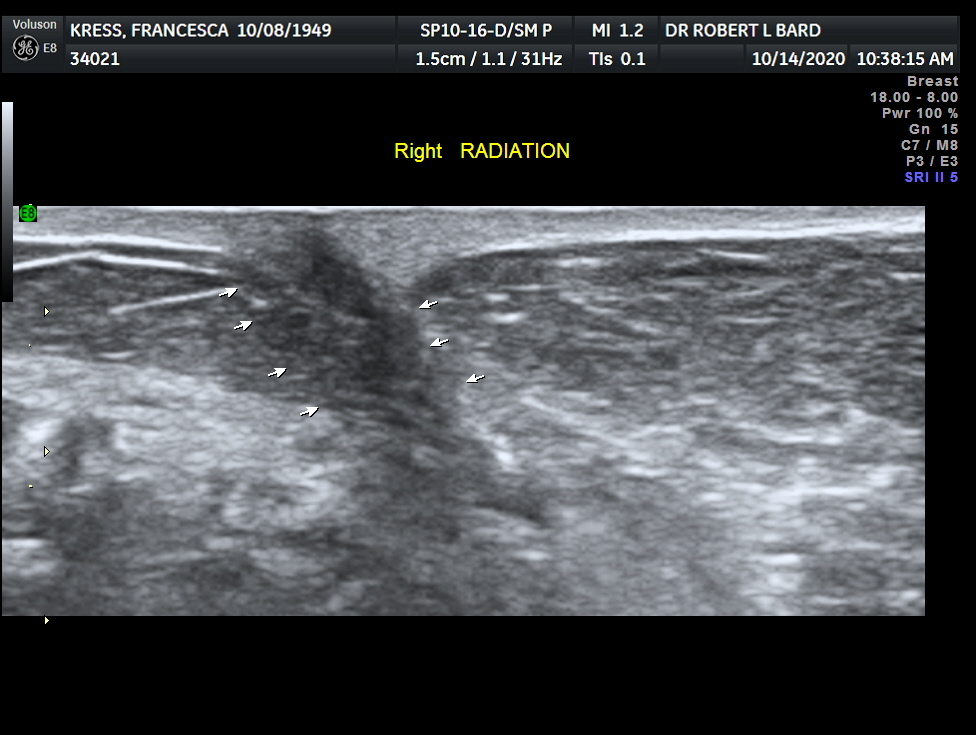 Voluson
E8
KRESS, FRANCESCA 10/08/1949
34021
SP10-16-D/SM P
1.5cm / 1.1 / 31Hz
MI 1.2
TIs 0.1
DR ROBERT L BARD
10/14/2020 10:38:15 AM
Breast
18.00 - 8.00
Pwr 100 %
Gn 15
C7 / M8
P3 / E3
SRI II 5
Right RADIATION
E8